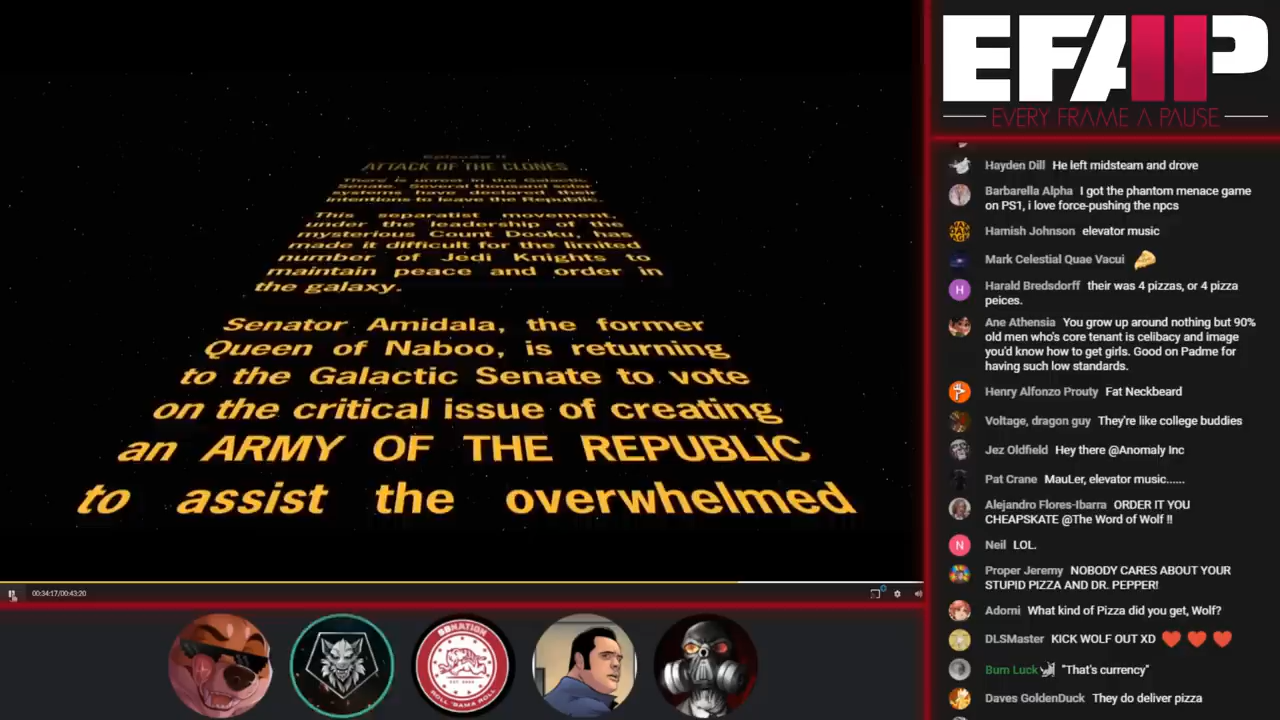 Episode II
ATTACK OF THE CLONES
There is unrest in the Galactic
Senate. Several thousand solar
systems have declared their
intentions to leave the Republic.
This separatist movement,
under the leadership of the
mysterious Count Dooku, has
made it difficult for the limited
number of Jedi Knights to
maintain peace and order in
the galaxy.
Senator Amidala, the former
Queen of Naboo, is returning
to the Galactic Senate to vote
on the critical issue of creating
an ARMY OF THE REPUBLIC
to assist the overwhelmed
00:34:17/00:43:20
BBNATION
ROLL 'BAMA ROLL
EFAP
EVERY FRAME A PAUSE
Hayden Dill He left midsteam and drove
Barbarella Alpha I got the phantom menace game
on PS1, i love force-pushing the npcs
Hamish Johnson elevator music
Mark Celestial Quae Vacui 🍕
H Harald Bredsdorff their was 4 pizzas, or 4 pizza
peices.
Ane Athensia You grow up around nothing but 90%
old men who's core tenant is celibacy and image
you'd know how to get girls. Good on Padme for
having such low standards.
Henry Alfonzo Prouty Fat Neckbeard
Voltage, dragon guy They're like college buddies
Jez Oldfield Hey there @Anomaly Inc
Pat Crane MauLer, elevator music......
Alejandro Flores-Ibarra ORDER IT YOU
CHEAPSKATE @The Word of Wolf !!
N Neil LOL.
Proper Jeremy NOBODY CARES ABOUT YOUR
STUPID PIZZA AND DR. PEPPER!
Adomi What kind of Pizza did you get, Wolf?
DLSMaster KICK WOLF OUT XD ❤️ ❤️ ❤️
Bum Luck "That's currency"
Daves GoldenDuck They do deliver pizza